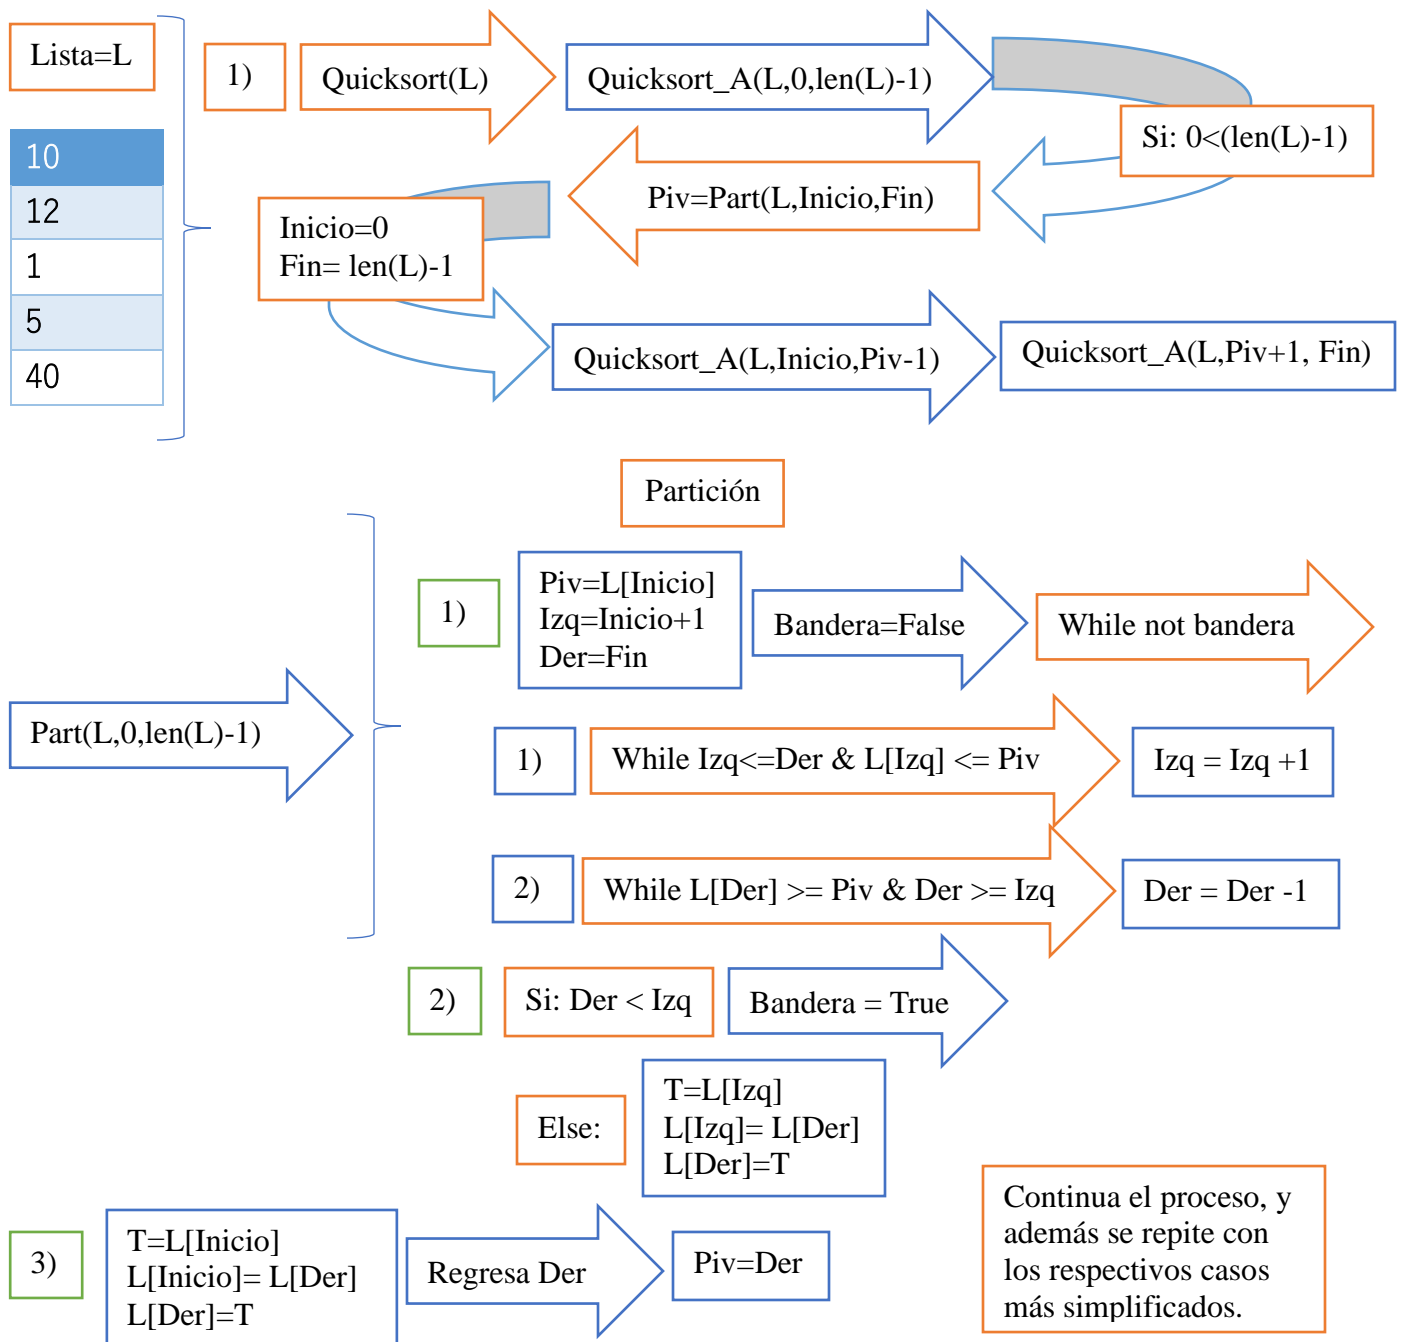 Lista=L
10
12
1
5
40
1)
Quicksort(L)
Quicksort_A(L,0,len(L)-1)
Si: 0<(len(L)-1)
Piv=Part(L,Inicio,Fin)
Inicio=0
Fin= len(L)-1
Quicksort_A(L,Inicio,Piv-1)
Quicksort_A(L,Piv+1, Fin)
Partición
Part(L,0,len(L)-1)
1)
Piv=L[Inicio]
Izq=Inicio+1
Der=Fin
Bandera=False
While not bandera
1)
While Izq<=Der & L[Izq] <= Piv
Izq = Izq +1
2)
While L[Der] >= Piv & Der >= Izq
Der = Der -1
2)
Si: Der < Izq
Bandera = True
Else:
T=L[Izq]
L[Izq]= L[Der]
L[Der]=T
3)
T=L[Inicio]
L[Inicio]= L[Der]
L[Der]=T
Regresa Der
Piv=Der
Continua el proceso, y
además se repite con
los respectivos casos
más simplificados.